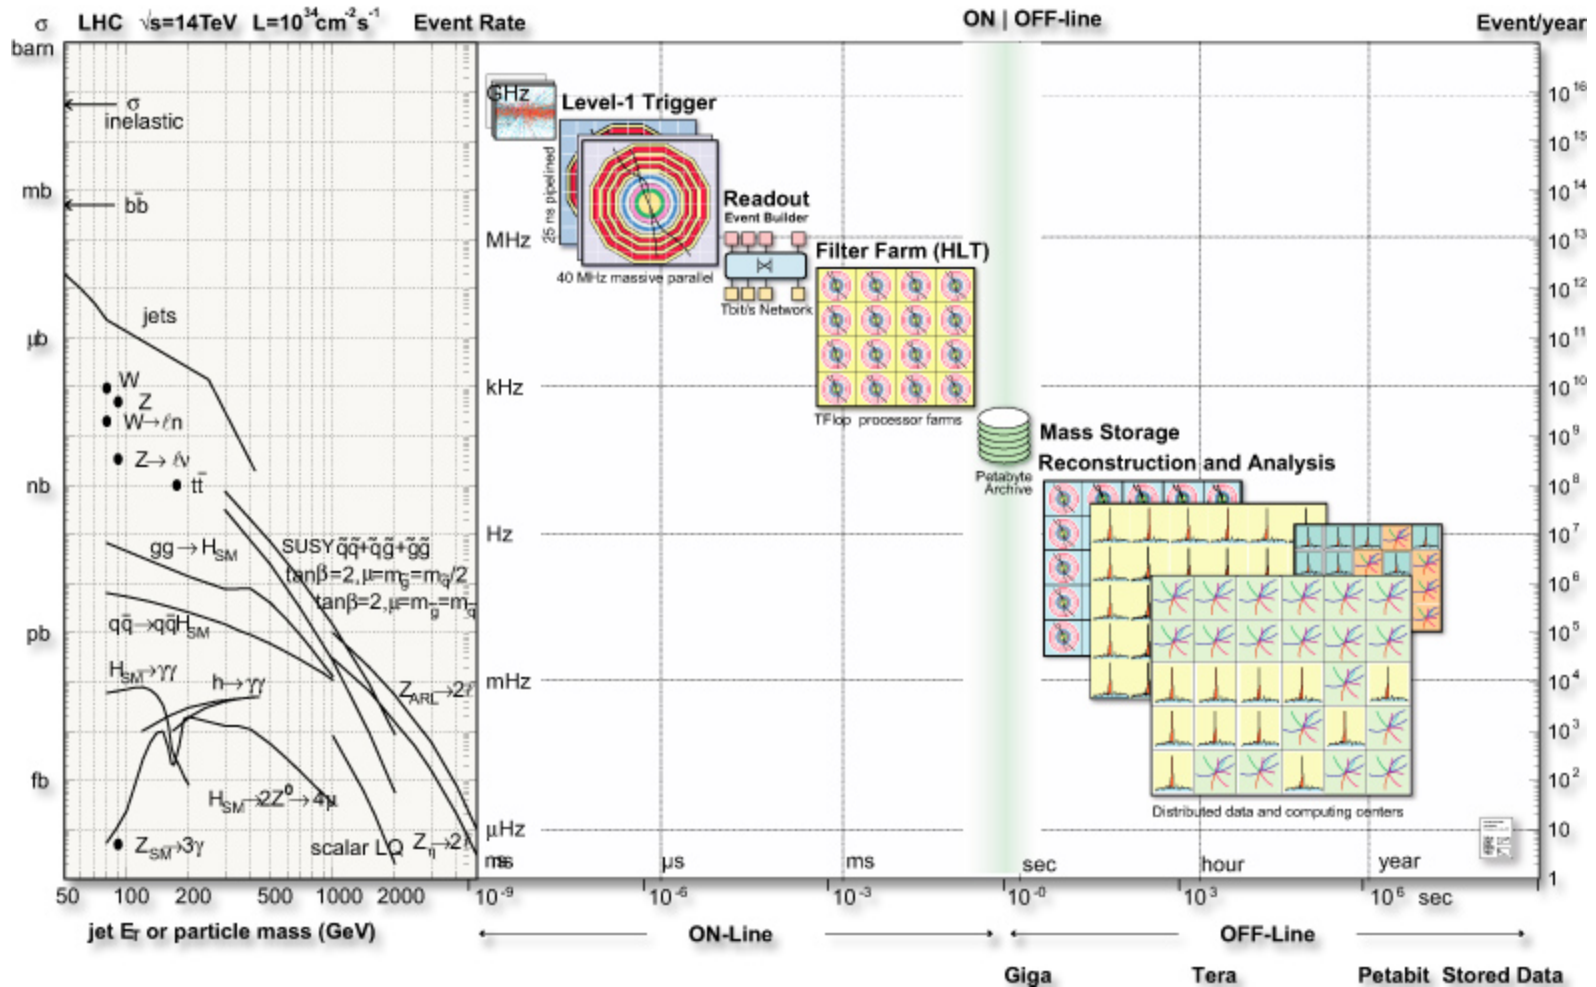 σ LHC √s=14TeV L=10³⁴cm⁻²s⁻¹ Event Rate ON | OFF-line Event/year
barn
GHz
σ
inelastic
Level-1 Trigger
10¹⁶
25 ns pipelined
10¹⁵
mb
bb̄
Readout
Event Builder
10¹⁴
MHz
40 MHz massive parallel
Filter Farm (HLT)
10¹³
Tbit/s Network
10¹²
jets
μb
10¹¹
W
Z
kHz
10¹⁰
W→ℓn
TFlop processor farms
Mass Storage
10⁹
Z→ℓv
Reconstruction and Analysis
Petabyte
Archive
nb
tt̄
10⁸
Hz
10⁷
gg→H_SM
SUSY q̃q̃+q̃g̃+g̃g̃
tanβ=2,μ=m_g̃=m_q̃/2
10⁶
tanβ=2,μ=m_g̃=m_q̃
pb
qq̄→qq̄H_SM
10⁵
H_SM→γγ
h→γγ
Z_ARL→2ℓ
mHz
10⁴
10³
fb
H_SM→2Z⁰→4μ
10²
Distributed data and computing centers
Z_SM→3γ
scalar LQ
Z_η→2ℓ
μHz
10
ns μs ms sec hour year
1
50 100 200 500 1000 2000
10⁻⁹ 10⁻⁶ 10⁻³ 10⁻⁰ 10³ 10⁶ sec
jet E_T or particle mass (GeV)
ON-Line
OFF-Line
Giga Tera Petabit Stored Data